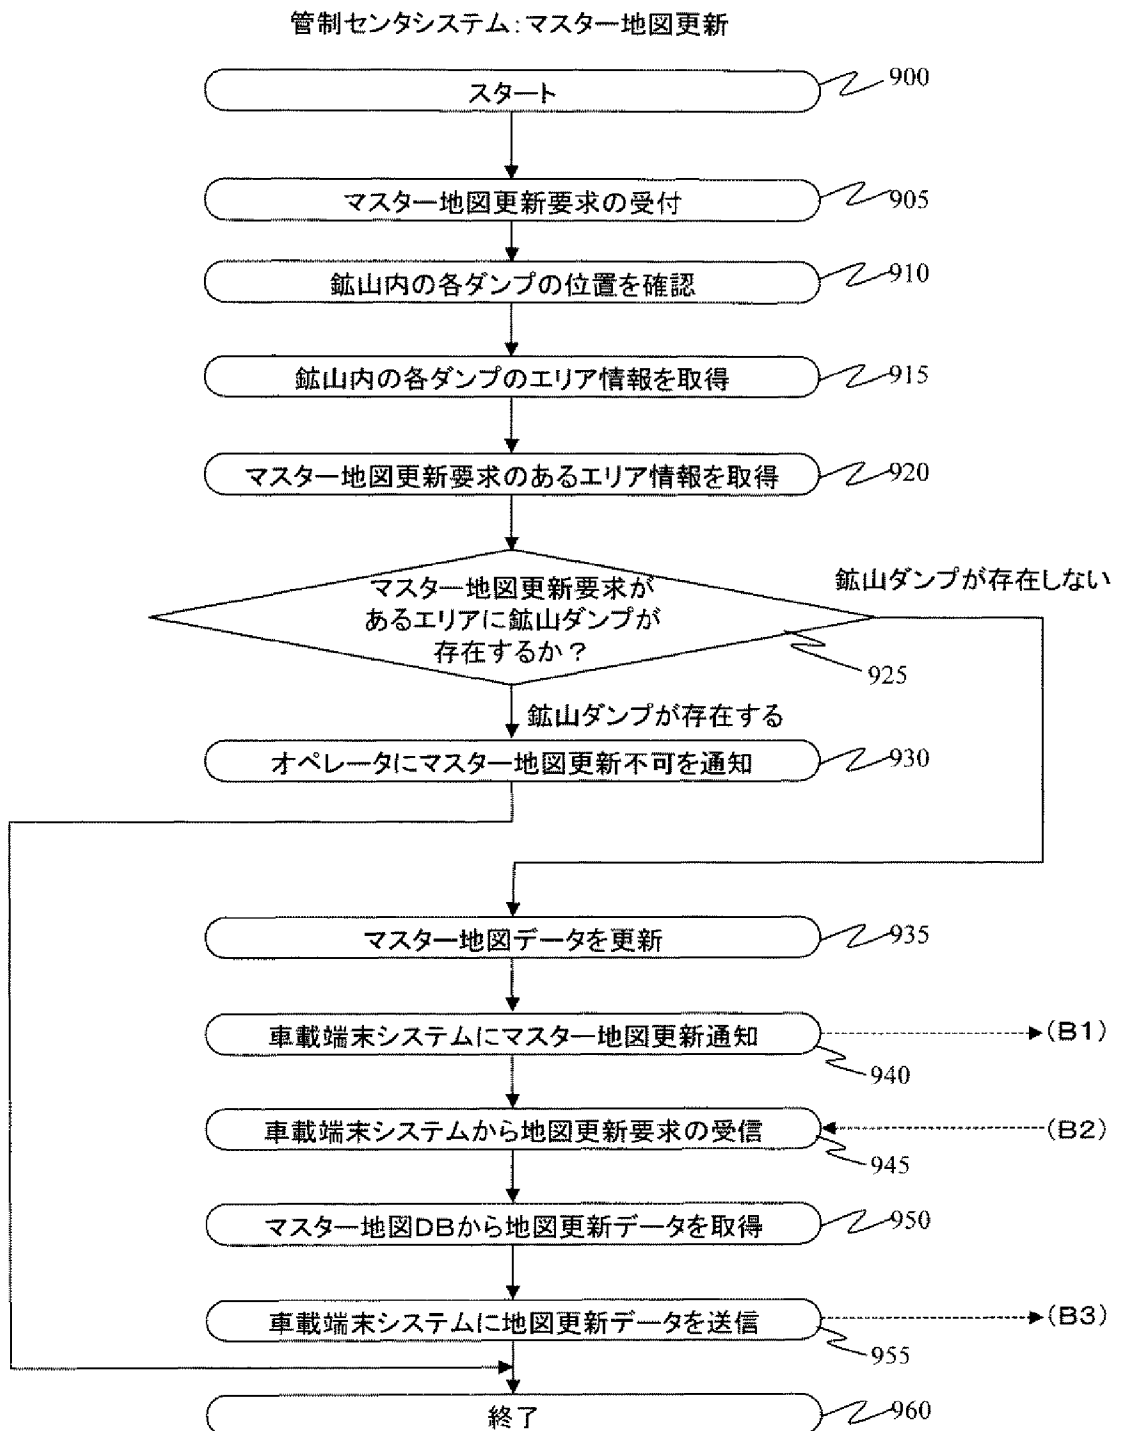 管制センタシステム：マスター地図更新
スタート
900
マスター地図更新要求の受付
905
鉱山内の各ダンプの位置を確認
910
鉱山内の各ダンプのエリア情報を取得
915
マスター地図更新要求のあるエリア情報を取得
920
マスター地図更新要求が
あるエリアに鉱山ダンプが
存在するか？
925
鉱山ダンプが存在しない
鉱山ダンプが存在する
オペレータにマスター地図更新不可を通知
930
マスター地図データを更新
935
車載端末システムにマスター地図更新通知
940
(B1)
車載端末システムから地図更新要求の受信
945
(B2)
マスター地図DBから地図更新データを取得
950
車載端末システムに地図更新データを送信
955
(B3)
終了
960